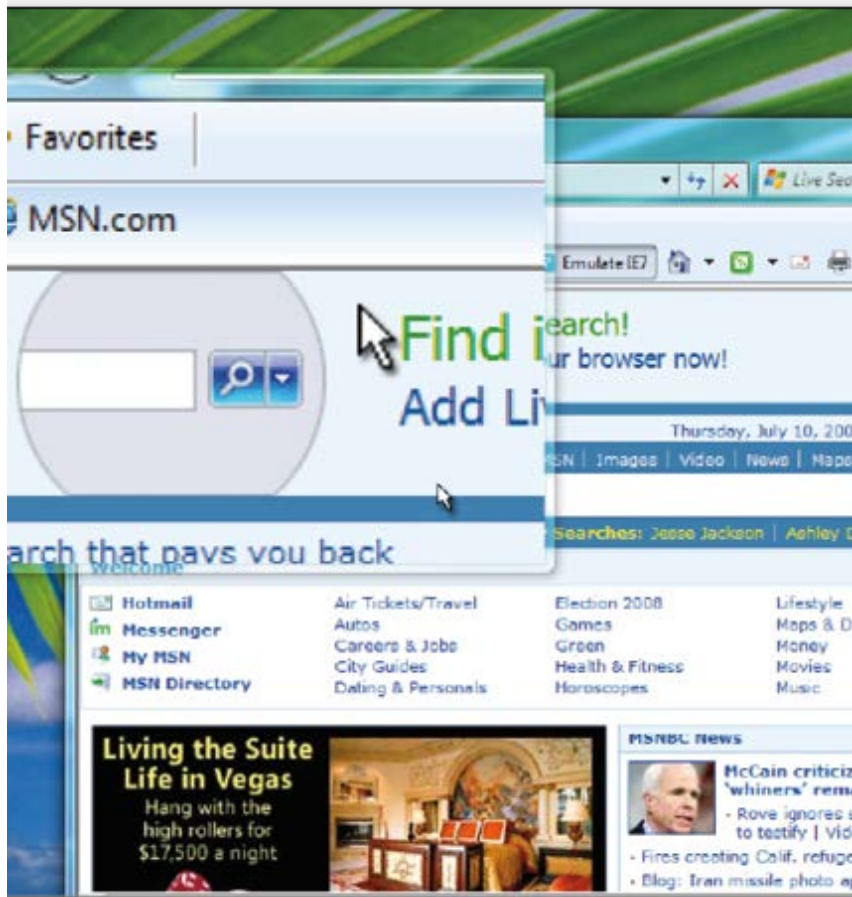 Favorites
MSN.com
Live Sea
Emulate IE7
Find i
earch!
Add Liv
ur browser now!
Thursday, July 10, 200
MSN | Images | Video | News | Maps
Searches: Jesse Jackson | Ashley D
arch that pays you back
Welcome
Hotmail
Messenger
My MSN
MSN Directory
Air Tickets/Travel
Autos
Careers & Jobs
City Guides
Dating & Personals
Election 2008
Games
Green
Health & Fitness
Horoscopes
Lifestyle
Maps & D
Money
Movies
Music
Living the Suite
Life in Vegas
Hang with the
high rollers for
$17,500 a night
MSNBC News
McCain criticiz
'whiners' rema
- Rove ignores s
to testify | Vid
- Fires creating Calif. refuge
- Blog: Iran missile photo ap